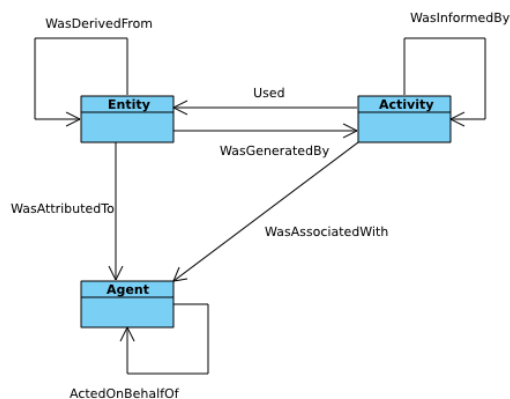 WasDerivedFrom
WasInformedBy
Entity
Used
Activity
WasGeneratedBy
WasAttributedTo
WasAssociatedWith
Agent
ActedOnBehalfOf